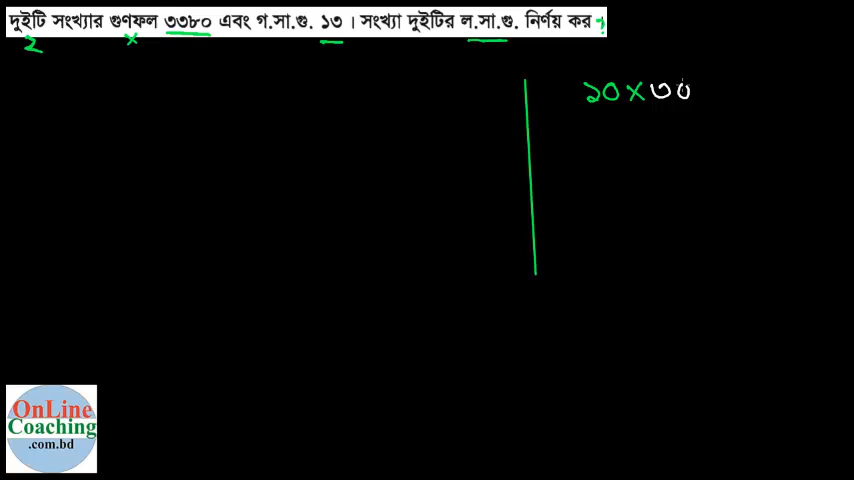 দুইটি সংখ্যার গুণফল ৩৩৮০ এবং গ.সা.গু. ১৩ । সংখ্যা দুইটির ল.সা.গু. নির্ণয় কর ?
২ ×
১০ × ৩০
OnLine
Coaching
.com.bd